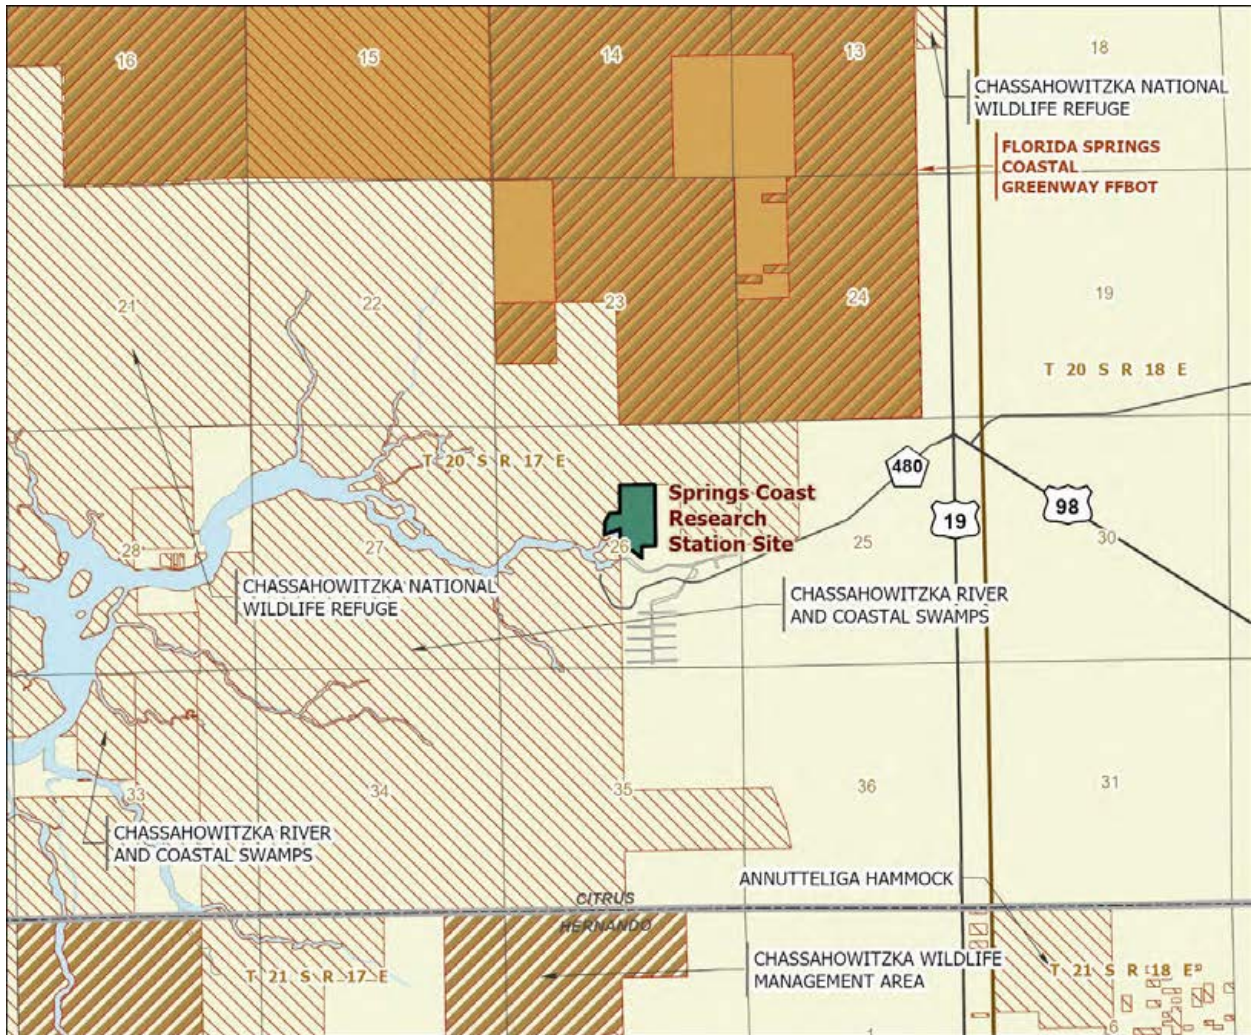 16
15
14
13
18
CHASSAHOWITZKA NATIONAL
WILDLIFE REFUGE
FLORIDA SPRINGS
COASTAL
GREENWAY FFBOT
21
22
23
24
19
T 20 S R 18 E
T 20 S R 17 E
480
19
98
Springs Coast
Research
Station Site
28
27
26
25
30
CHASSAHOWITZKA NATIONAL
WILDLIFE REFUGE
CHASSAHOWITZKA RIVER
AND COASTAL SWAMPS
33
34
35
36
31
CHASSAHOWITZKA RIVER
AND COASTAL SWAMPS
ANNUTTELIGA HAMMOCK
CITRUS
HERNANDO
CHASSAHOWITZKA WILDLIFE
MANAGEMENT AREA
T 21 S R 17 E
T 21 S R 18 E
1
6